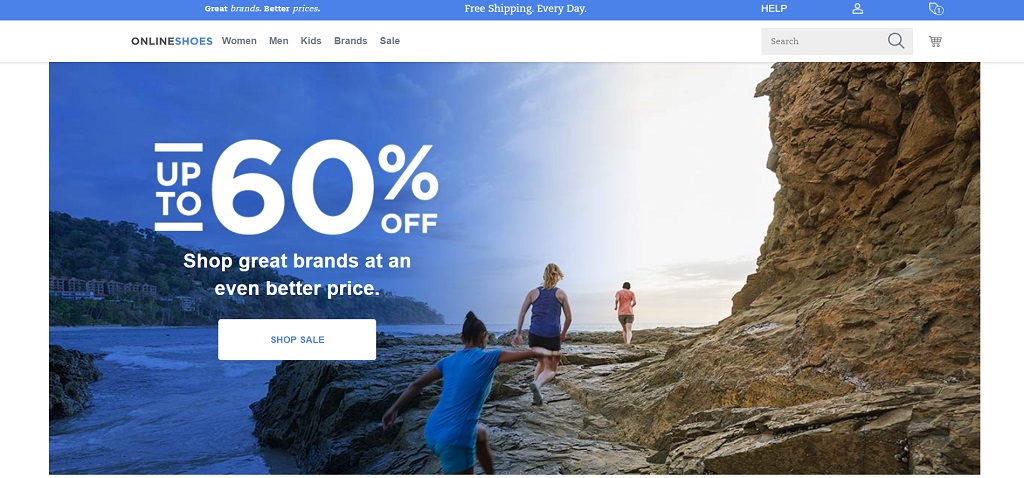 Great brands. Better prices.
Free Shipping. Every Day.
HELP
1
ONLINESHOES
Women
Men
Kids
Brands
Sale
Search
UP TO 60% OFF
Shop great brands at an
even better price.
SHOP SALE